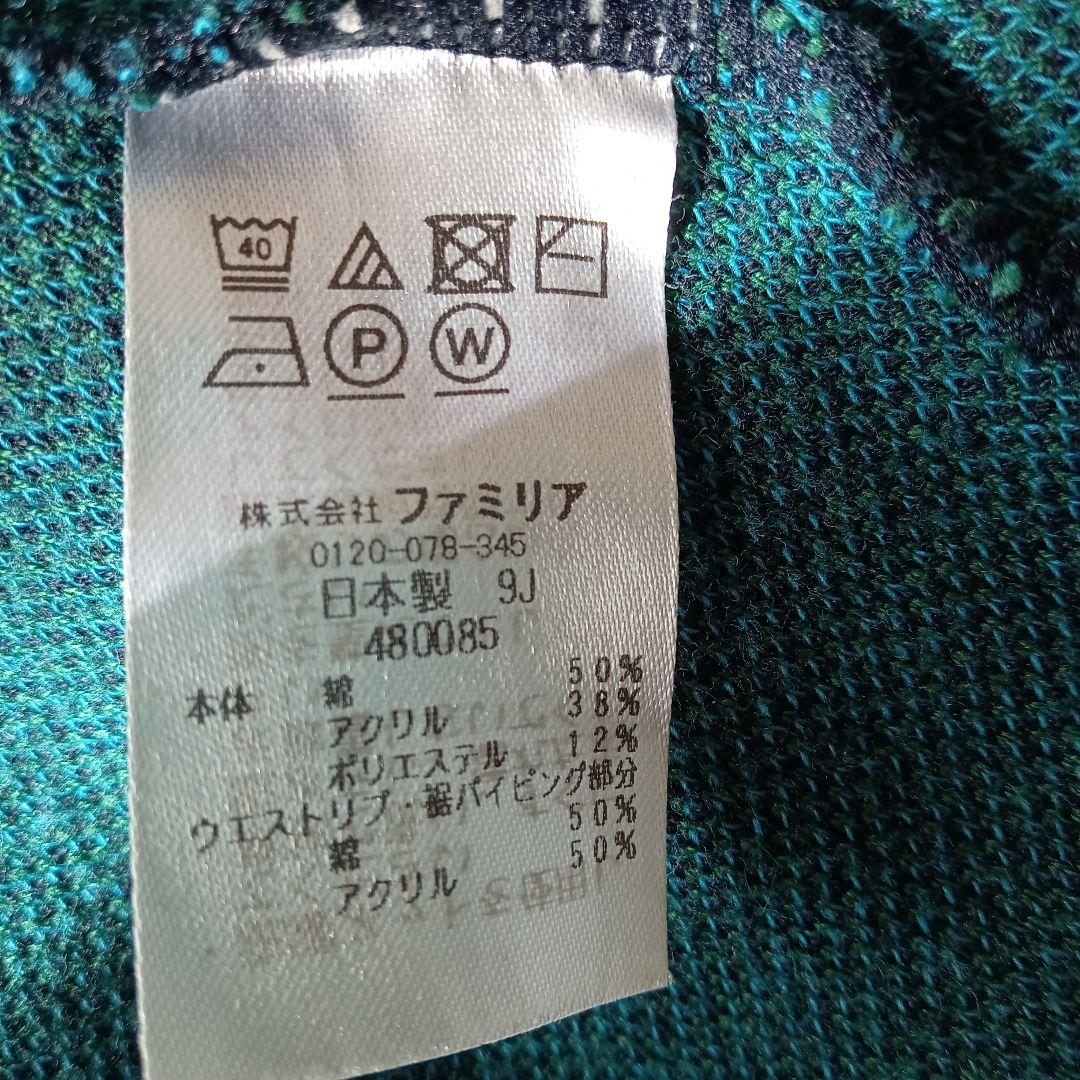 40
P W
株式会社 ファミリア
0120-078-345
日本製 9J
480085
本体 綿 50%
アクリル 38%
ポリエステル 12%
ウエストリブ・裾パイピング部分
綿 50%
アクリル 50%